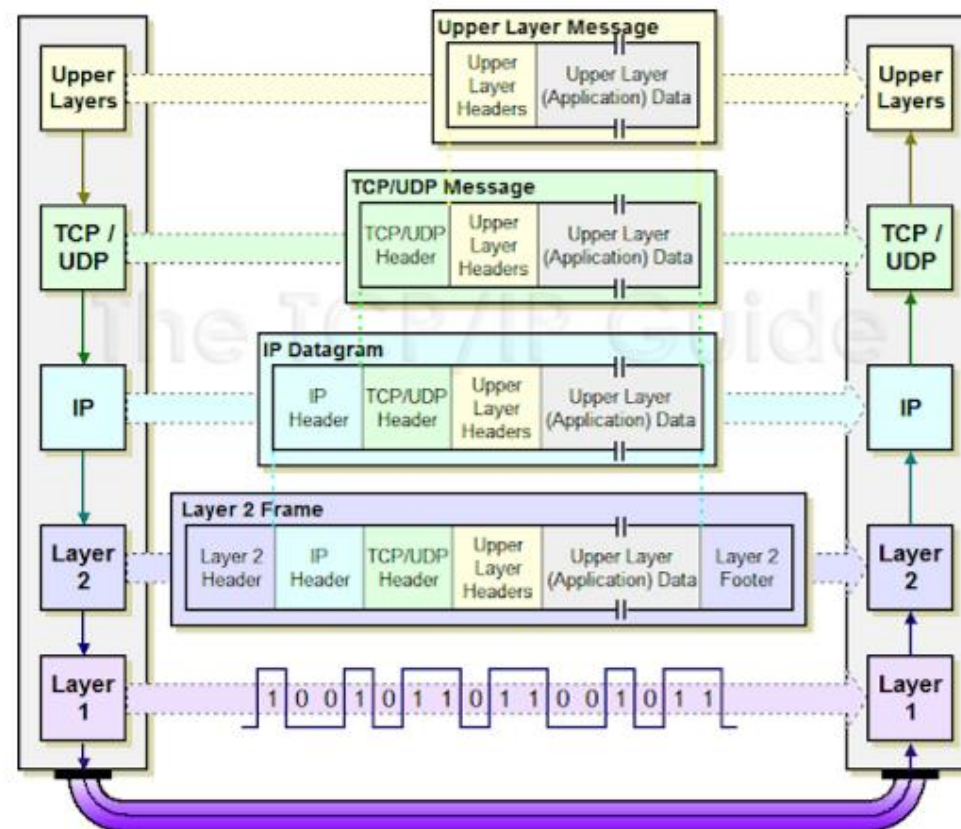 Upper Layer Message
Upper
Layers
Upper
Layer
Headers
Upper Layer
(Application) Data
Upper
Layers
TCP/UDP Message
TCP /
UDP
TCP/UDP
Header
Upper
Layer
Headers
Upper Layer
(Application) Data
TCP /
UDP
The TCP/IP Guide
IP Datagram
IP
IP
Header
TCP/UDP
Header
Upper
Layer
Headers
Upper Layer
(Application) Data
IP
Layer 2 Frame
Layer
2
Layer 2
Header
IP
Header
TCP/UDP
Header
Upper
Layer
Headers
Upper Layer
(Application) Data
Layer 2
Footer
Layer
2
Layer
1
1 0 0 1 0 1 1 0 1 1 0 0 1 0 1 1
Layer
1